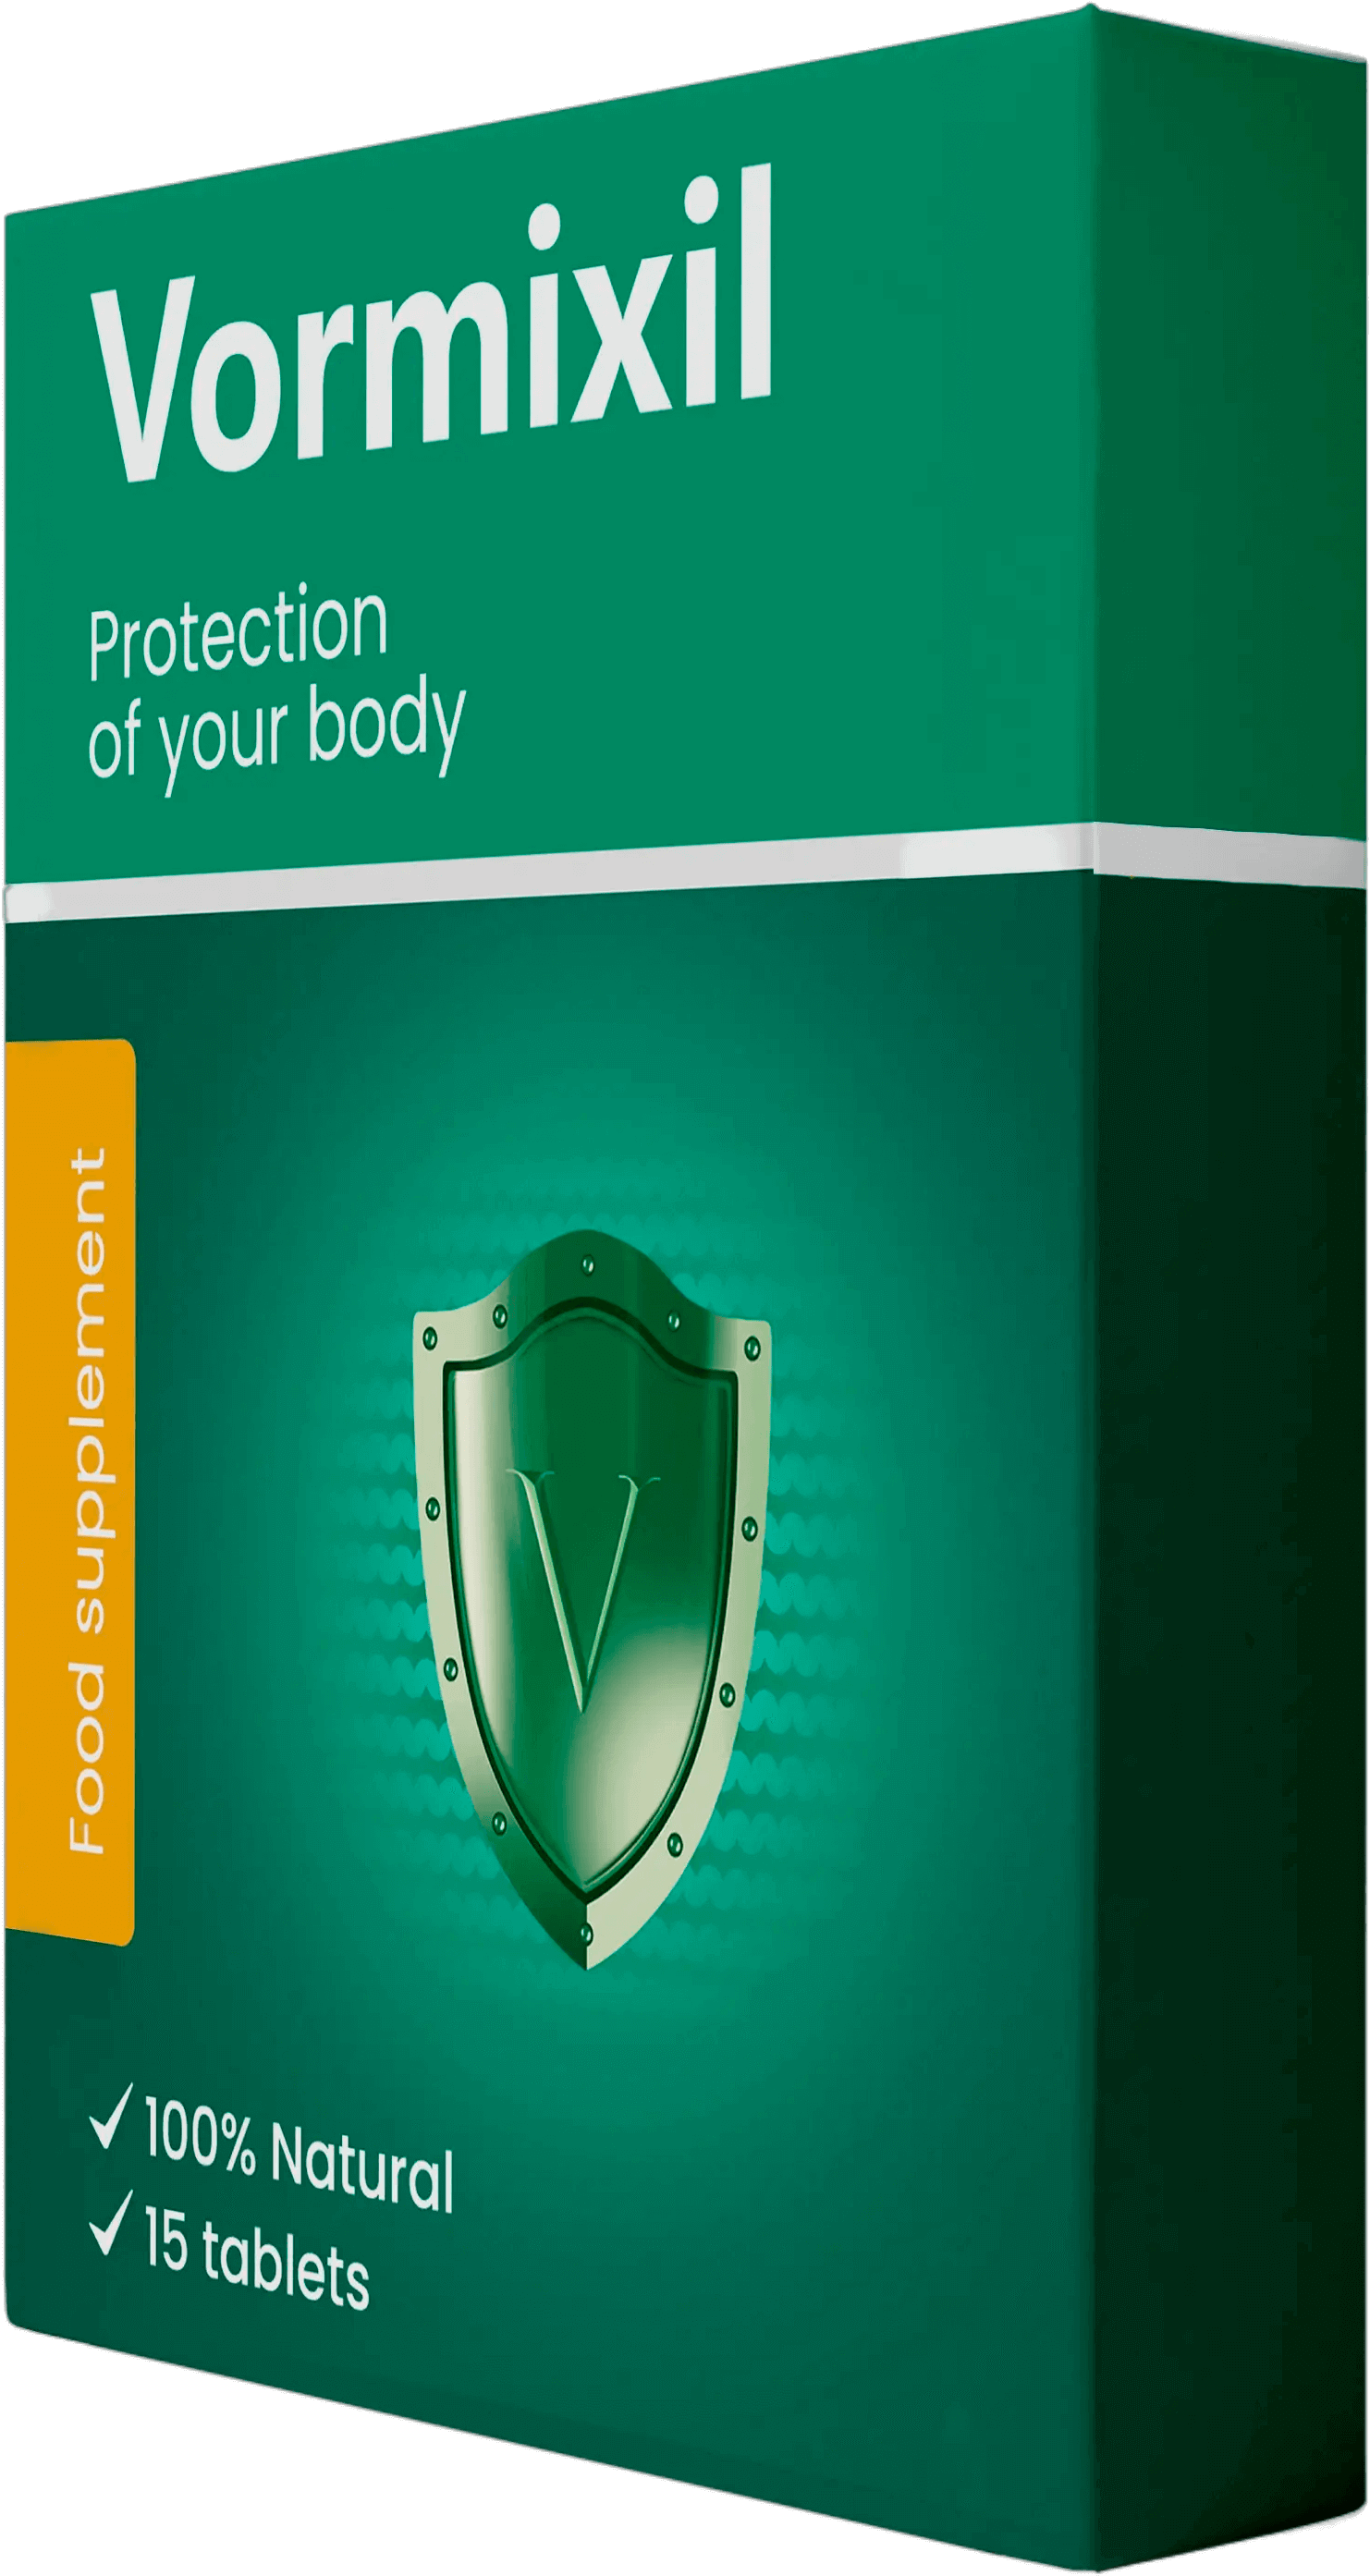 Vormixil
Protection
of your body
Food supplement
V
✓ 100% Natural
✓ 15 tablets